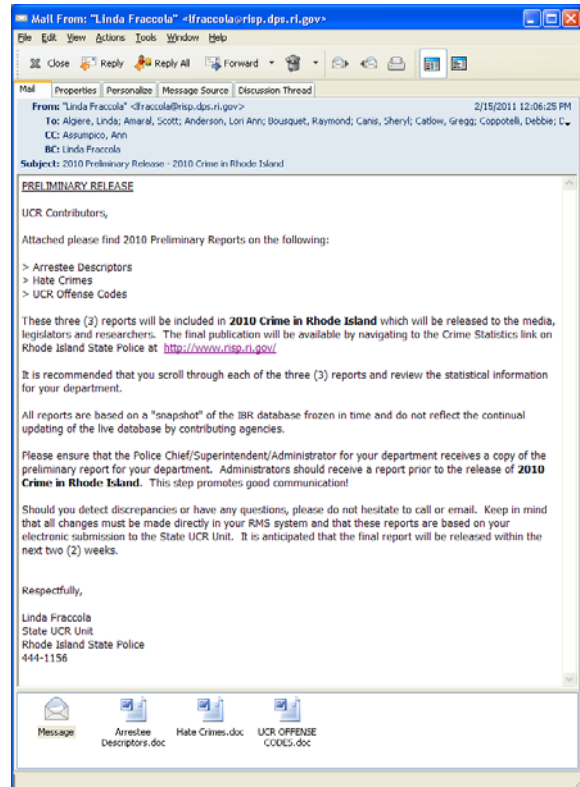 Mail From: "Linda Fraccola" <lfraccola@risp.dps.ri.gov>
File Edit View Actions Tools Window Help
Close Reply Reply All Forward
Mail Properties Personalize Message Source Discussion Thread
From: "Linda Fraccola" <lfraccola@risp.dps.ri.gov> 2/15/2011 12:06:25 PM
To: Algere, Linda; Amaral, Scott; Anderson, Lori Ann; Bousquet, Raymond; Canis, Sheryl; Catlow, Gregg; Coppotelli, Debbie;
CC: Assumpico, Ann
BC: Linda Fraccola
Subject: 2010 Preliminary Release - 2010 Crime in Rhode Island
PRELIMINARY RELEASE
UCR Contributors,
Attached please find 2010 Preliminary Reports on the following:
> Arrestee Descriptors
> Hate Crimes
> UCR Offense Codes
These three (3) reports will be included in 2010 Crime in Rhode Island which will be released to the media,
legislators and researchers. The final publication will be available by navigating to the Crime Statistics link on
Rhode Island State Police at http://www.risp.ri.gov/
It is recommended that you scroll through each of the three (3) reports and review the statistical information
for your department.
All reports are based on a "snapshot" of the IBR database frozen in time and do not reflect the continual
updating of the live database by contributing agencies.
Please ensure that the Police Chief/Superintendent/Administrator for your department receives a copy of the
preliminary report for your department. Administrators should receive a report prior to the release of 2010
Crime in Rhode Island. This step promotes good communication!
Should you detect discrepancies or have any questions, please do not hesitate to call or email. Keep in mind
that all changes must be made directly in your RMS system and that these reports are based on your
electronic submission to the State UCR Unit. It is anticipated that the final report will be released within the
next two (2) weeks.
Respectfully,
Linda Fraccola
State UCR Unit
Rhode Island State Police
444-1156
Message Arrestee Descriptors.doc Hate Crimes.doc UCR OFFENSE CODES.doc